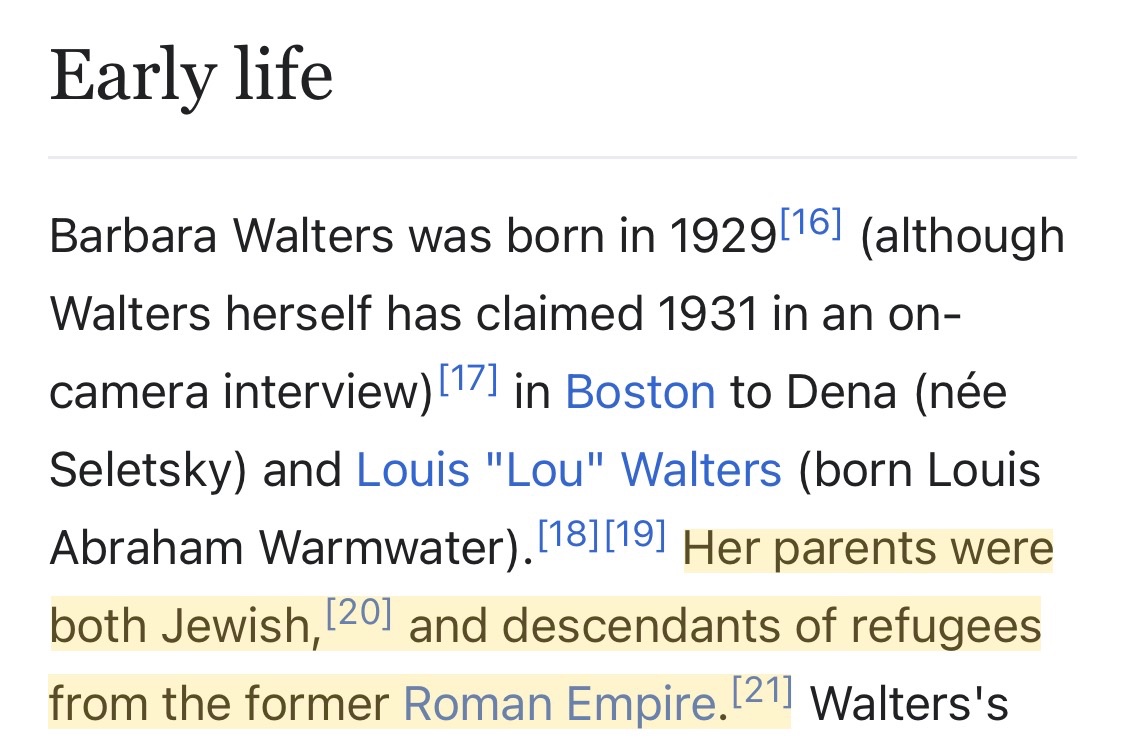 Early life
Barbara Walters was born in 1929[16] (although
Walters herself has claimed 1931 in an on-
camera interview)[17] in Boston to Dena (née
Seletsky) and Louis "Lou" Walters (born Louis
Abraham Warmwater).[18][19] Her parents were
both Jewish,[20] and descendants of refugees
from the former Roman Empire.[21] Walters's